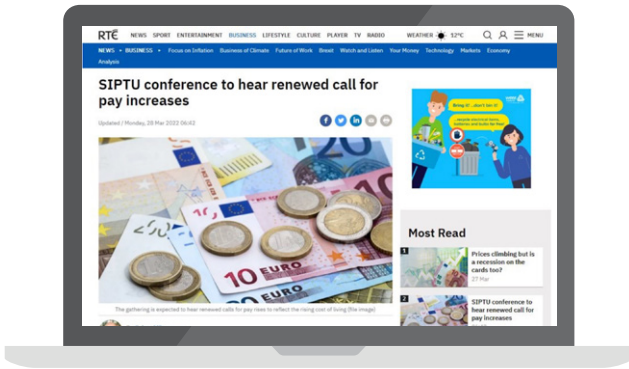 RTÉ NEWS SPORT ENTERTAINMENT BUSINESS LIFESTYLE CULTURE PLAYER TV RADIO WEATHER 12°C MENU
NEWS BUSINESS Focus on Inflation Business of Climate Future of Work Brexit Watch and Listen Your Money Technology Markets Economy
Analysis
SIPTU conference to hear renewed call for
pay increases
Updated / Monday, 28 Mar 2022 06:42
10 EURO
20
The gathering is expected to hear renewed calls for pay rises to reflect the rising cost of living (file image)
Bring it! ...don't bin it!
Most Read
1
Prices climbing but is
a recession on the
cards too?
27 Mar
2
SIPTU conference to
hear renewed call for
pay increases